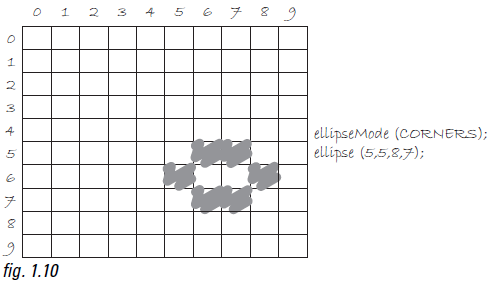 0 1 2 3 4 5 6 7 8 9
0
1
2
3
4
5
6
7
8
9
ellipseMode (CORNERS);
ellipse (5,5,8,7);
fig. 1.10